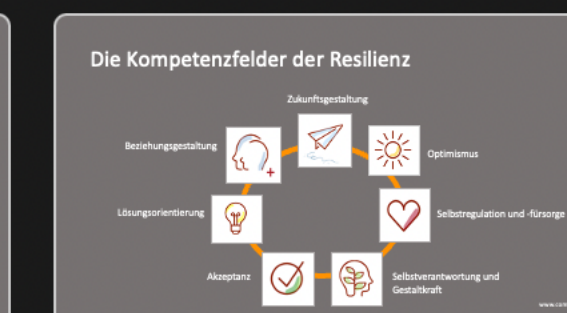 Die Kompetenzfelder der Resilienz
Zukunftsgestaltung
Beziehungsgestaltung
Optimismus
Lösungsorientierung
Selbstregulation und -fürsorge
Akzeptanz
Selbstverantwortung und
Gestaltkraft